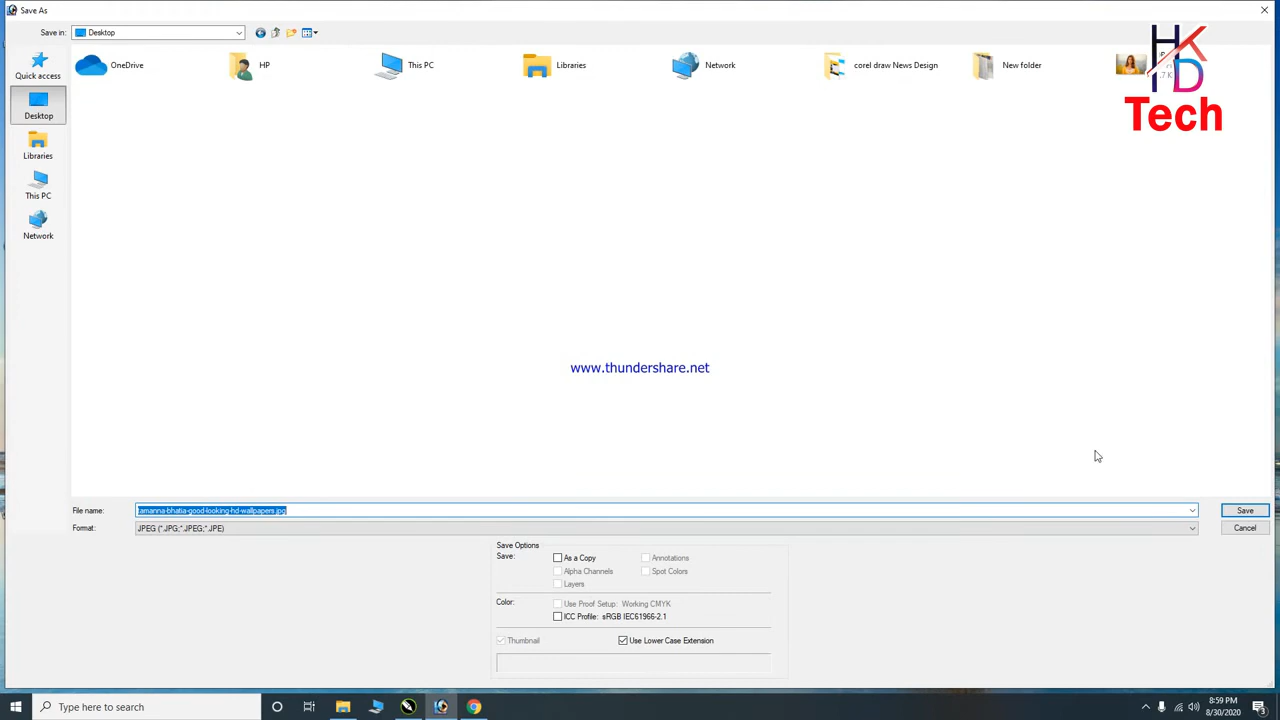 Save As
Save in:
Desktop
OneDrive
HP
This PC
Libraries
Network
corel draw News Design
New folder
HKD
Tech
Quick access
Desktop
Libraries
This PC
Network
www.thundershare.net
File name:
tamanna-bhatia-good-looking-hd-wallpapers.jpg
Save
Format:
JPEG (*.JPG;*.JPEG;*.JPE)
Cancel
Save Options
Save:
As a Copy
Annotations
Alpha Channels
Spot Colors
Layers
Color:
Use Proof Setup: Working CMYK
ICC Profile: sRGB IEC61966-2.1
Thumbnail
Use Lower Case Extension
Type here to search
8:59 PM
8/30/2020
3